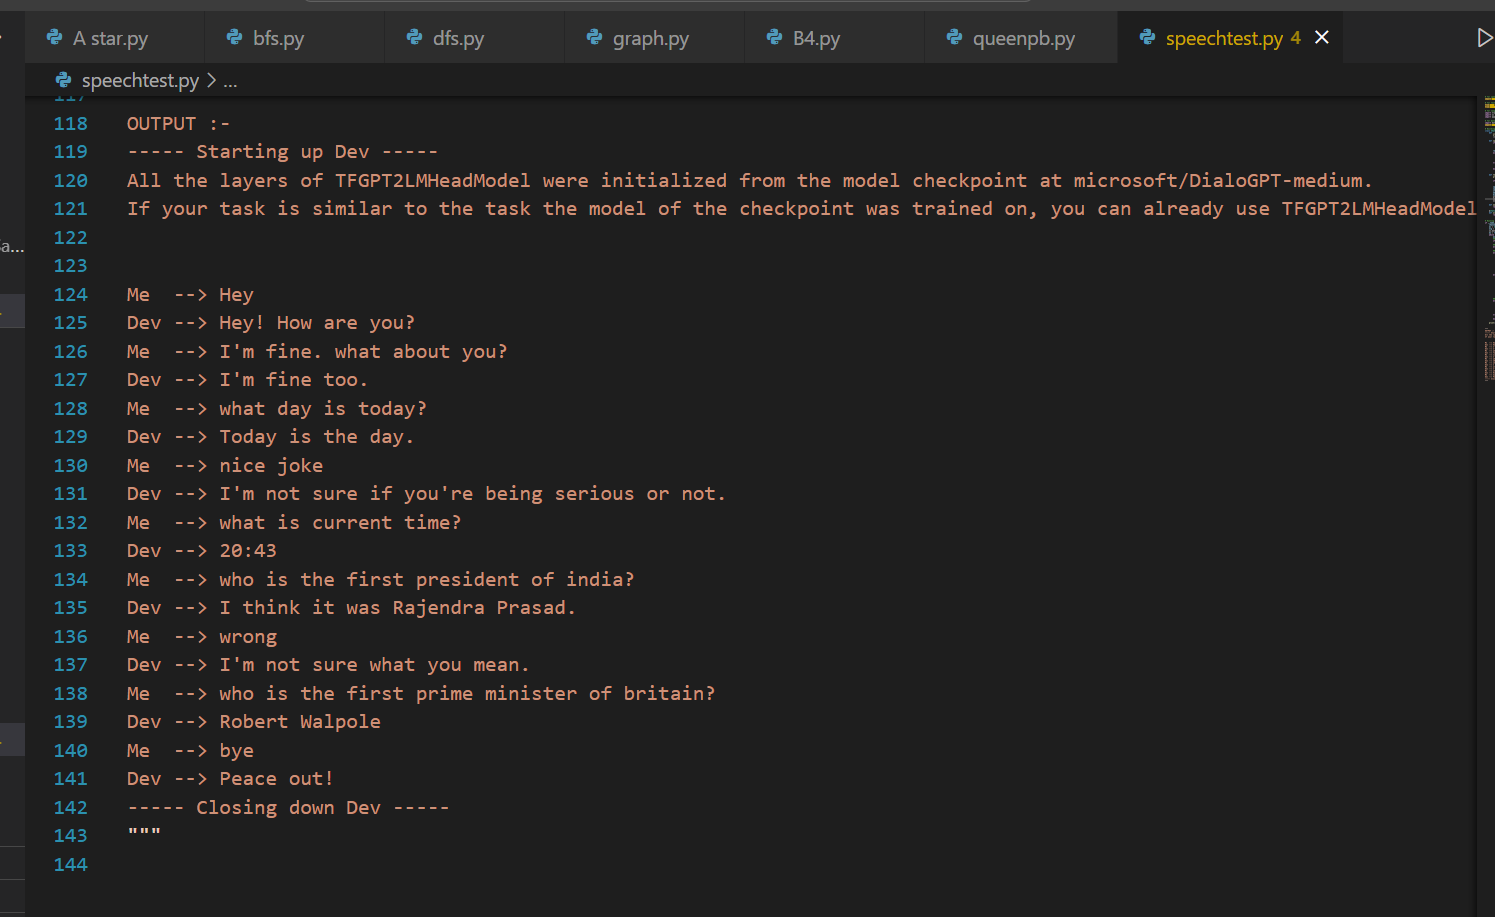 A star.py
bfs.py
dfs.py
graph.py
B4.py
queenpb.py
speechtest.py 4
speechtest.py > ...
118 OUTPUT :-
119 ----- Starting up Dev -----
120 All the layers of TFGPT2LMHeadModel were initialized from the model checkpoint at microsoft/DialoGPT-medium.
121 If your task is similar to the task the model of the checkpoint was trained on, you can already use TFGPT2LMHeadModel
122
123
124 Me  --> Hey
125 Dev --> Hey! How are you?
126 Me  --> I'm fine. what about you?
127 Dev --> I'm fine too.
128 Me  --> what day is today?
129 Dev --> Today is the day.
130 Me  --> nice joke
131 Dev --> I'm not sure if you're being serious or not.
132 Me  --> what is current time?
133 Dev --> 20:43
134 Me  --> who is the first president of india?
135 Dev --> I think it was Rajendra Prasad.
136 Me  --> wrong
137 Dev --> I'm not sure what you mean.
138 Me  --> who is the first prime minister of britain?
139 Dev --> Robert Walpole
140 Me  --> bye
141 Dev --> Peace out!
142 ----- Closing down Dev -----
143 """
144